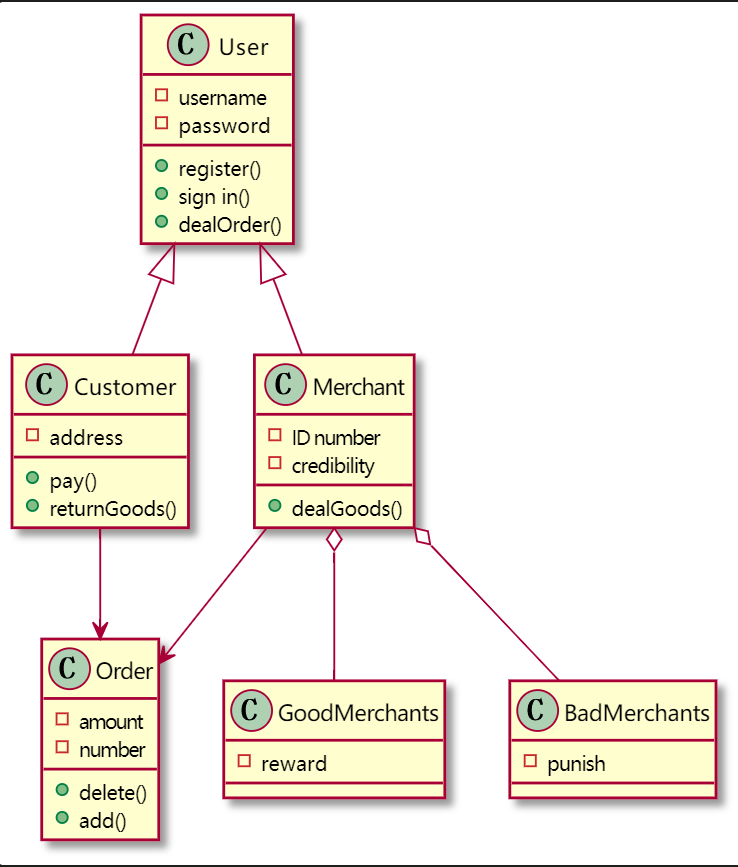 C User
username
password
register()
sign in()
dealOrder()
C Customer
address
pay()
returnGoods()
C Merchant
ID number
credibility
dealGoods()
C Order
amount
number
delete()
add()
C GoodMerchants
reward
C BadMerchants
punish